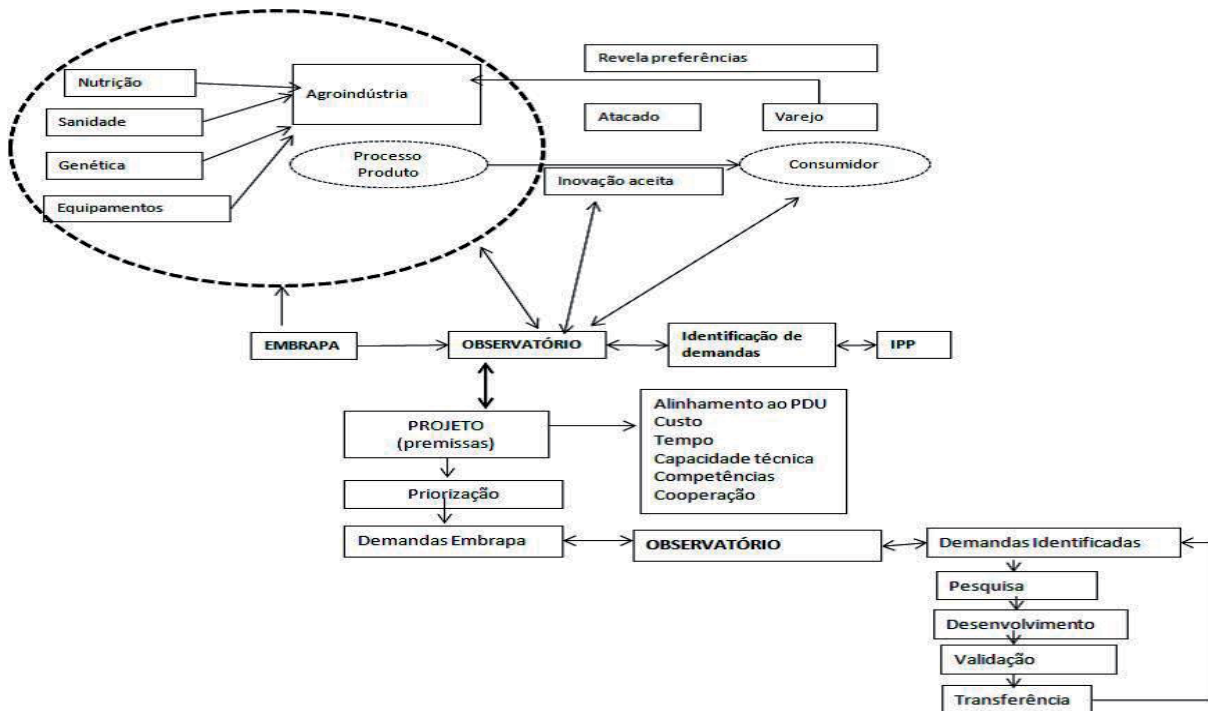 Revela preferências
Nutrição
Agroindústria
Sanidade
Atacado
Varejo
Genética
Processo
Produto
Consumidor
Inovação aceita
Equipamentos
EMBRAPA
OBSERVATÓRIO
Identificação de
demandas
IPP
PROJETO
(premissas)
Alinhamento ao PDU
Custo
Tempo
Capacidade técnica
Competências
Cooperação
Priorização
Demandas Embrapa
OBSERVATÓRIO
Demandas Identificadas
Pesquisa
Desenvolvimento
Validação
Transferência